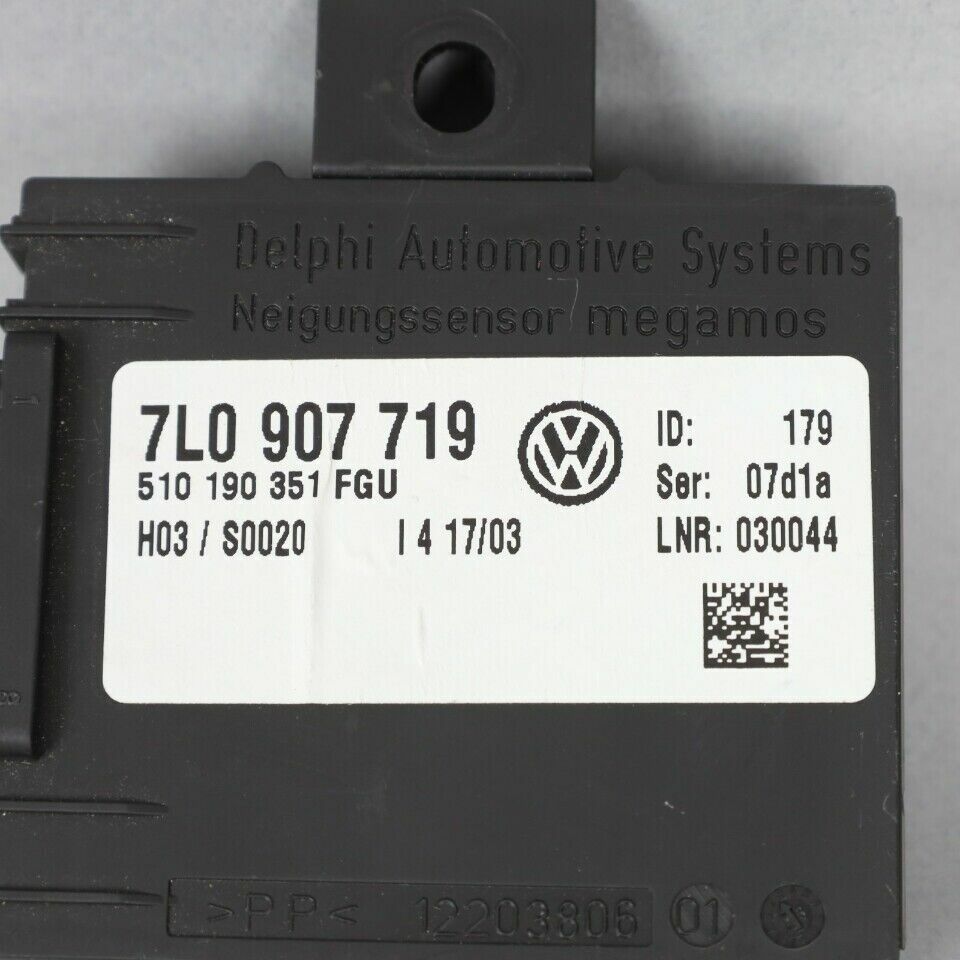 Delphi Automotive Systems
Neigungssensor megamos
7L0 907 719
510 190 351 FGU
H03 / S0020 I 4 17/03
ID: 179
Ser: 07d1a
LNR: 030044
1
>PP< 12203806 01